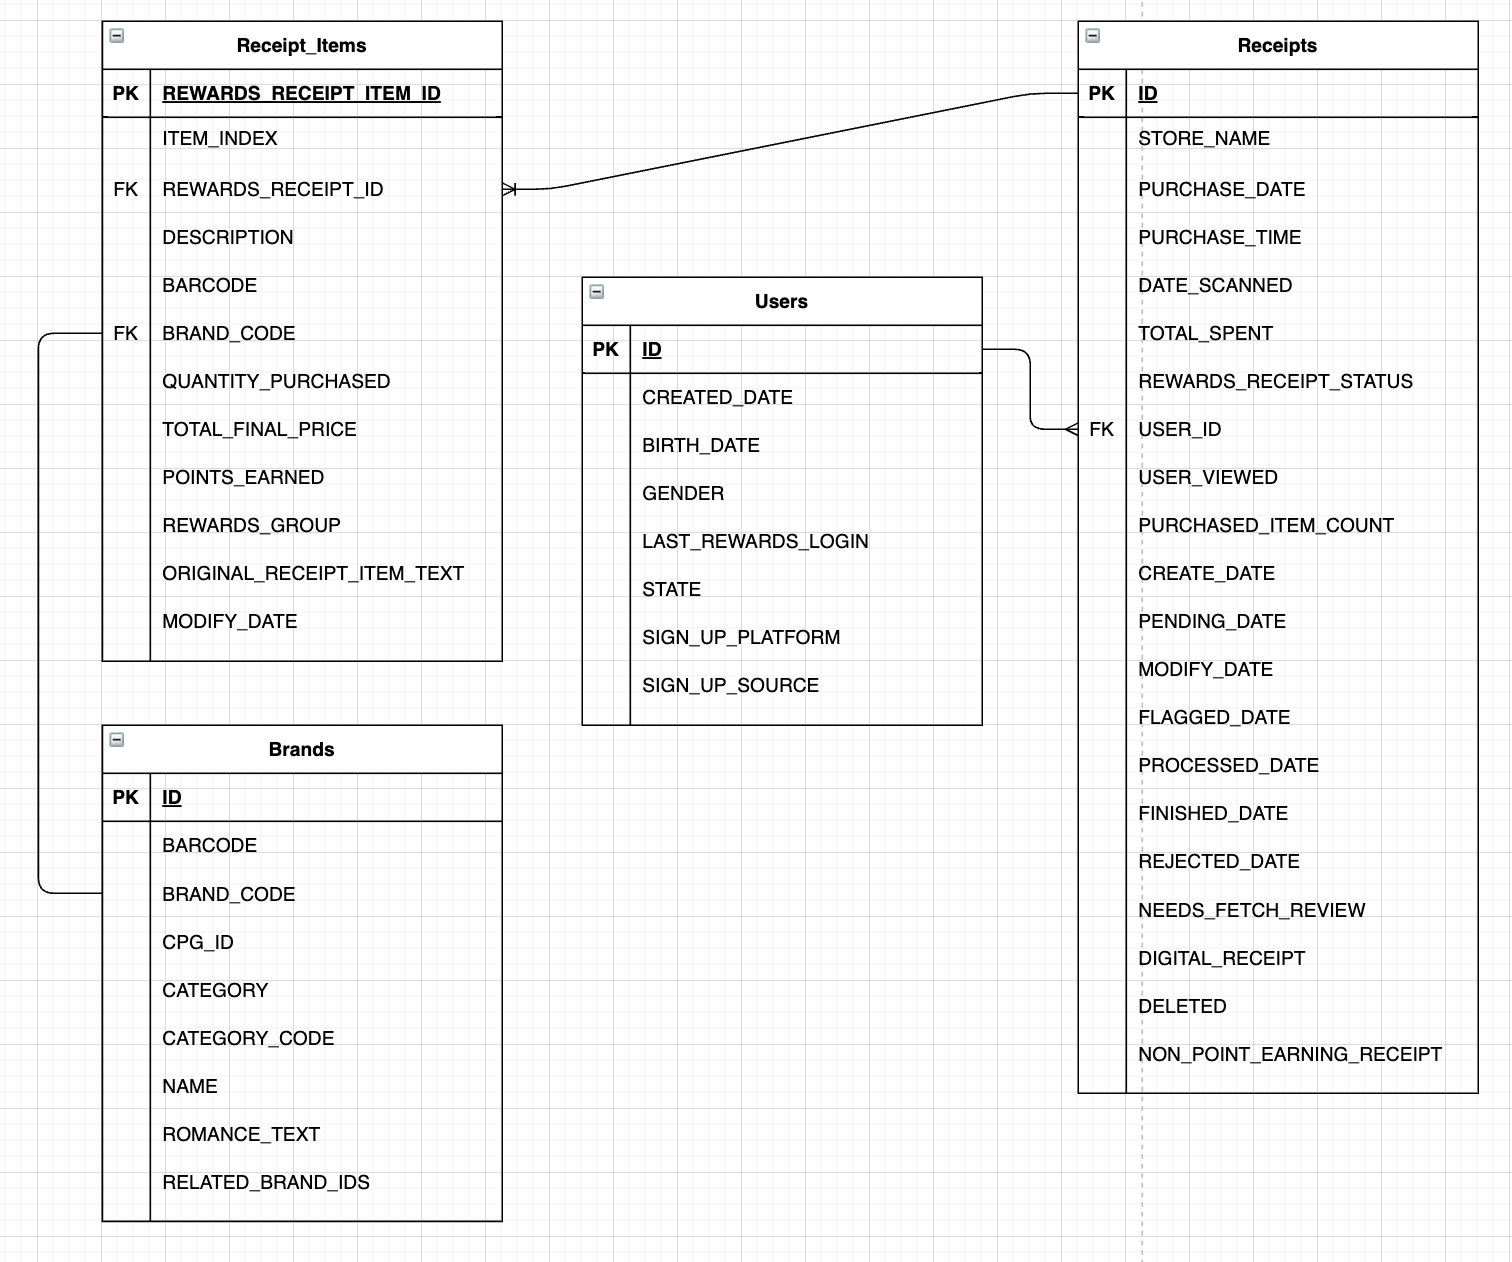 Receipt_Items
PK REWARDS_RECEIPT_ITEM_ID
ITEM_INDEX
FK REWARDS_RECEIPT_ID
DESCRIPTION
BARCODE
FK BRAND_CODE
QUANTITY_PURCHASED
TOTAL_FINAL_PRICE
POINTS_EARNED
REWARDS_GROUP
ORIGINAL_RECEIPT_ITEM_TEXT
MODIFY_DATE
Brands
PK ID
BARCODE
BRAND_CODE
CPG_ID
CATEGORY
CATEGORY_CODE
NAME
ROMANCE_TEXT
RELATED_BRAND_IDS
Users
PK ID
CREATED_DATE
BIRTH_DATE
GENDER
LAST_REWARDS_LOGIN
STATE
SIGN_UP_PLATFORM
SIGN_UP_SOURCE
Receipts
PK ID
STORE_NAME
PURCHASE_DATE
PURCHASE_TIME
DATE_SCANNED
TOTAL_SPENT
REWARDS_RECEIPT_STATUS
FK USER_ID
USER_VIEWED
PURCHASED_ITEM_COUNT
CREATE_DATE
PENDING_DATE
MODIFY_DATE
FLAGGED_DATE
PROCESSED_DATE
FINISHED_DATE
REJECTED_DATE
NEEDS_FETCH_REVIEW
DIGITAL_RECEIPT
DELETED
NON_POINT_EARNING_RECEIPT